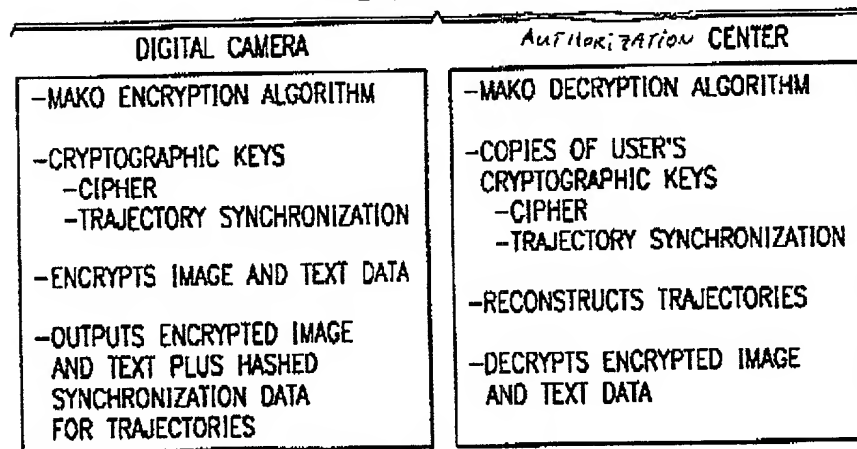 DIGITAL CAMERA
-MAKO ENCRYPTION ALGORITHM
-CRYPTOGRAPHIC KEYS
-CIPHER
-TRAJECTORY SYNCHRONIZATION
-ENCRYPTS IMAGE AND TEXT DATA
-OUTPUTS ENCRYPTED IMAGE
AND TEXT PLUS HASHED
SYNCHRONIZATION DATA
FOR TRAJECTORIES
AUTHORIZATION CENTER
-MAKO DECRYPTION ALGORITHM
-COPIES OF USER'S
CRYPTOGRAPHIC KEYS
-CIPHER
-TRAJECTORY SYNCHRONIZATION
-RECONSTRUCTS TRAJECTORIES
-DECRYPTS ENCRYPTED IMAGE
AND TEXT DATA